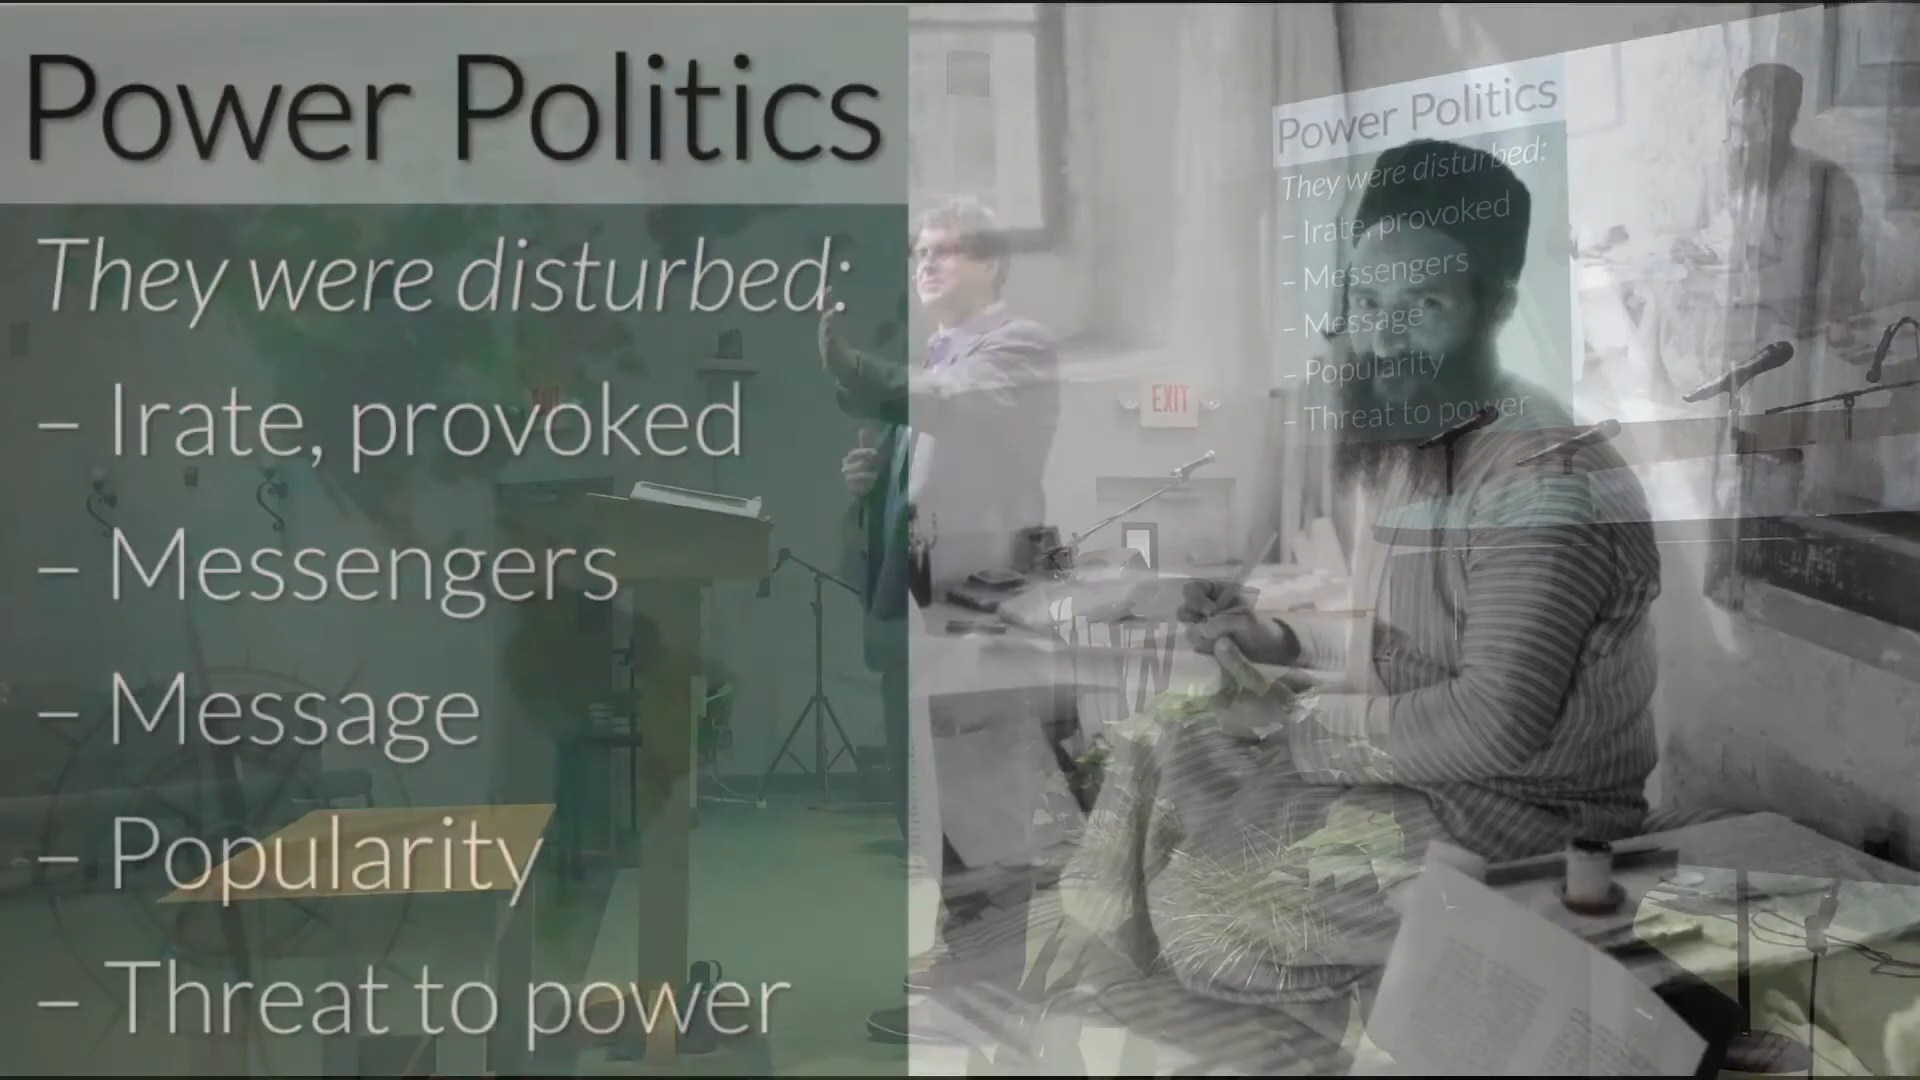 Power Politics
They were disturbed:
– Irate, provoked
– Messengers
– Message
– Popularity
– Threat to power
EXIT
Power Politics
They were disturbed:
– Irate, provoked
– Messengers
– Message
– Popularity
– Threat to power